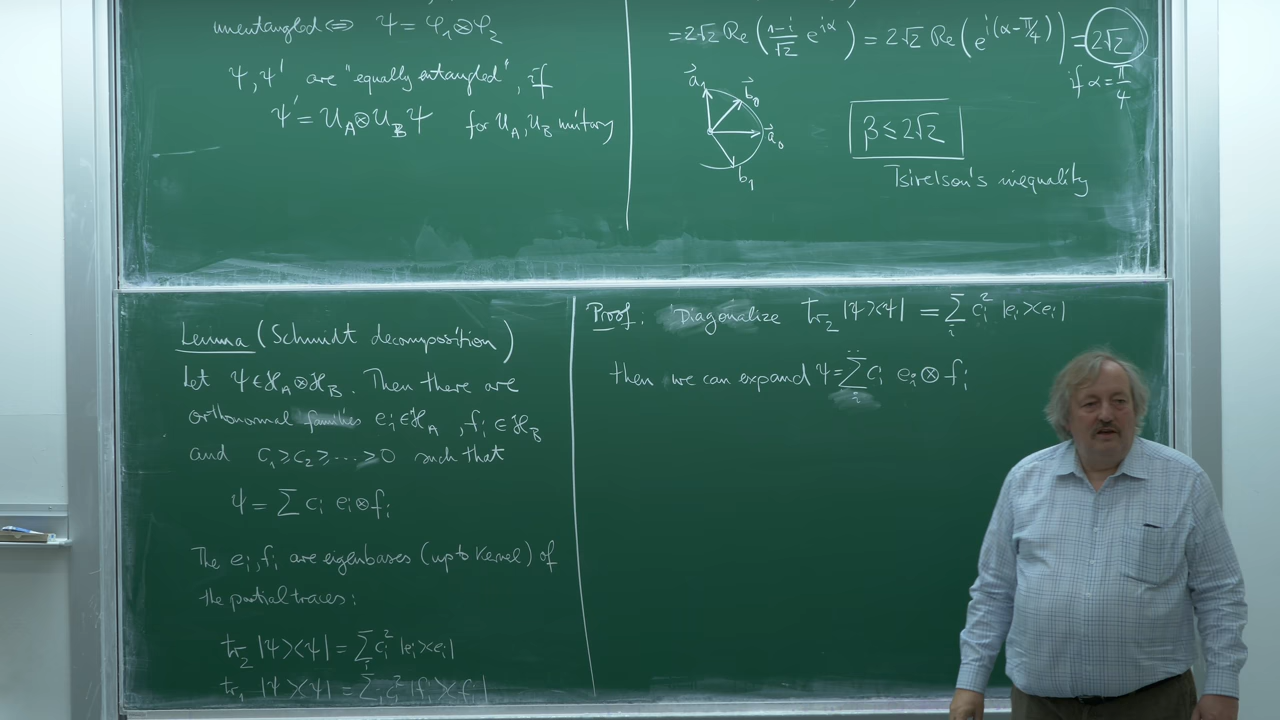 unentangled ⟺ Ψ = φ₁⊗φ₂
Ψ, Ψ' are "equally entangled", if
Ψ' = U_A⊗U_B Ψ for U_A, U_B unitary
= 2√2 Re((1-i)/√2 e^{iα}) = 2√2 Re(e^{i(α-π/4)}) = 2√2
if α = π/4
a₁ b₀
a₀
b₁
β ≤ 2√2
Tsirelson's inequality
Lemma (Schmidt decomposition)
Let Ψ∈ℋ_A⊗ℋ_B. Then there are
orthonormal families e_i∈ℋ_A, f_i∈ℋ_B
and c₁ ≥ c₂ ≥ ... > 0 such that
Ψ = Σ c_i e_i⊗f_i
The e_i, f_i are eigenbases (up to kernel) of
the partial traces:
tr₂ |Ψ><Ψ| = Σ_i c_i² |e_i><e_i|
tr₁ |Ψ><Ψ| = Σ_i c_i² |f_i><f_i|
Proof: Diagonalize tr₂ |Ψ><Ψ| = Σ_i c_i² |e_i><e_i|
then we can expand Ψ = Σ_i c_i e_i ⊗ f_i